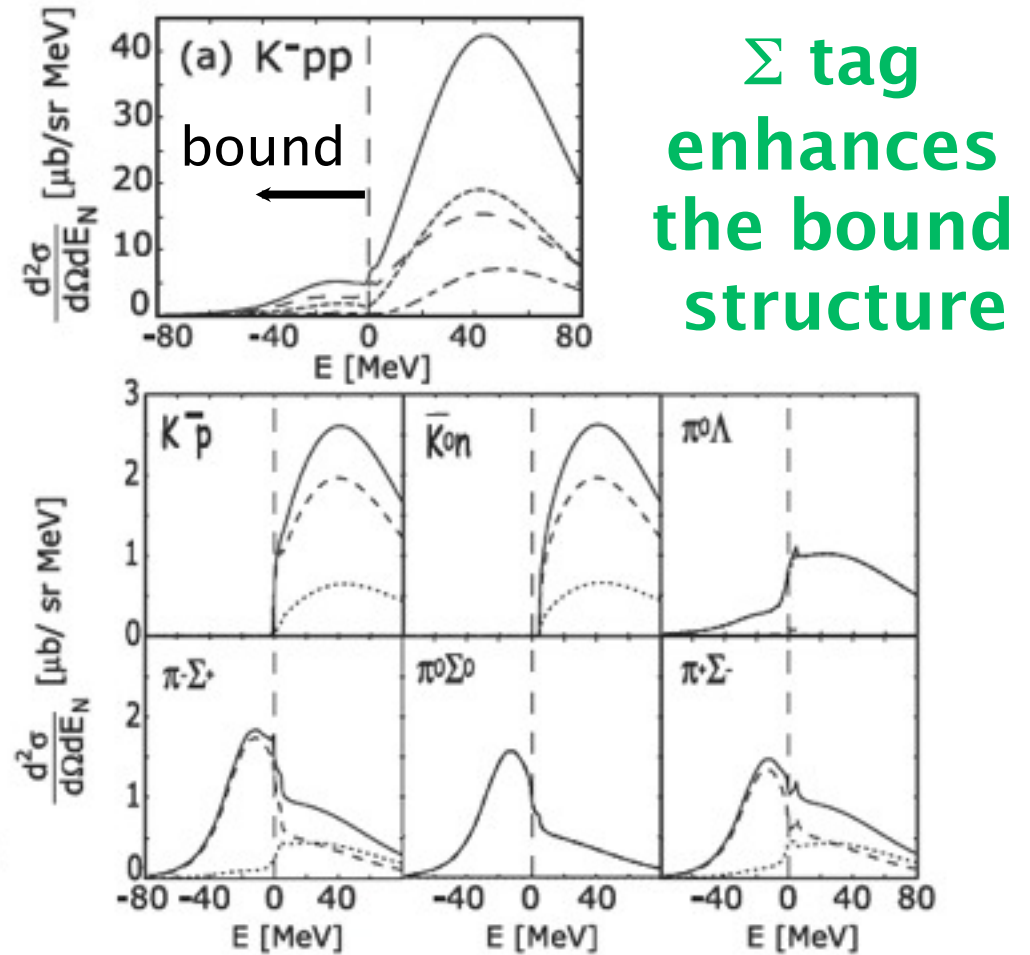 (a) K⁻pp
bound
Σ tag
enhances
the bound
structure
d²σ
dΩdE_N
[μb/sr MeV]
40
30
20
10
0
-80 -40 0 40 80
E [MeV]
K⁻p K̄⁰n π⁰Λ
3
2
1
0
π⁻Σ⁺ π⁰Σ⁰ π⁺Σ⁻
d²σ
dΩdE_N
[μb/ sr MeV]
2
1
0
-80 -40 0 40 -40 0 40 -40 0 40 80
E [MeV] E [MeV] E [MeV]